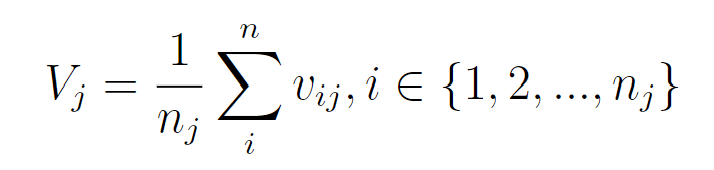 $V_j = \frac{1}{n_j} \sum_{i}^{n} v_{ij}, i \in \{1, 2, ..., n_j\}$